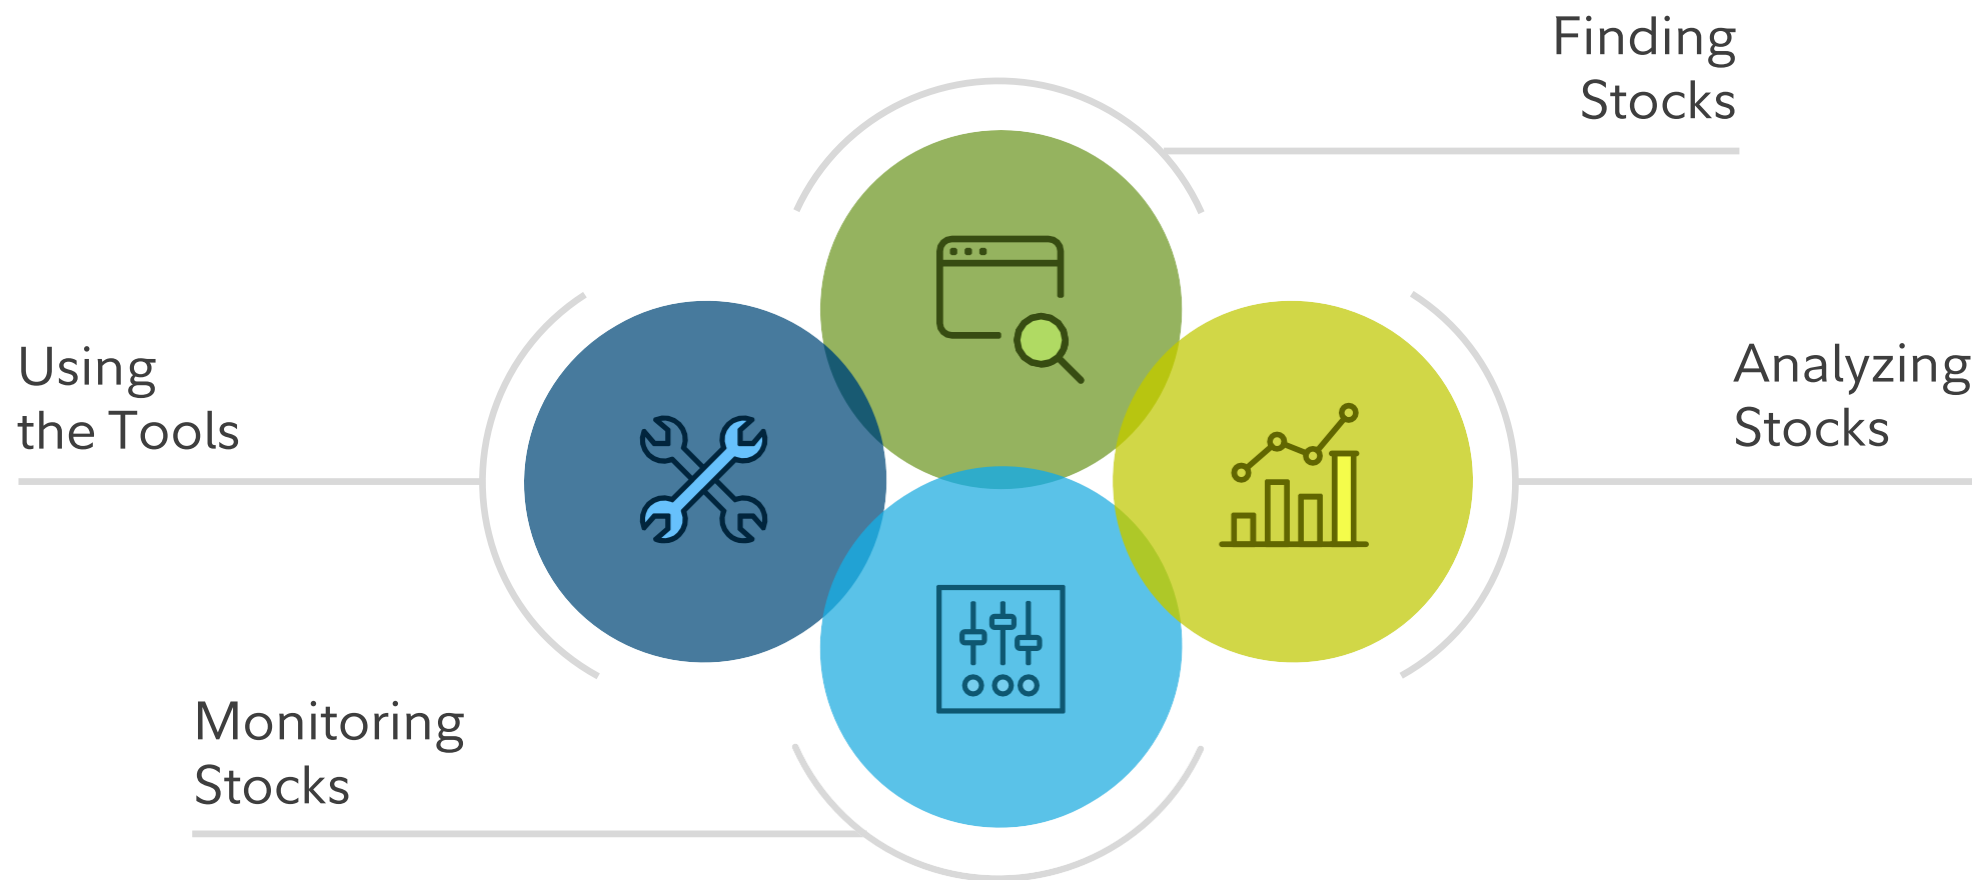 Finding
Stocks
Using
the Tools
Analyzing
Stocks
Monitoring
Stocks